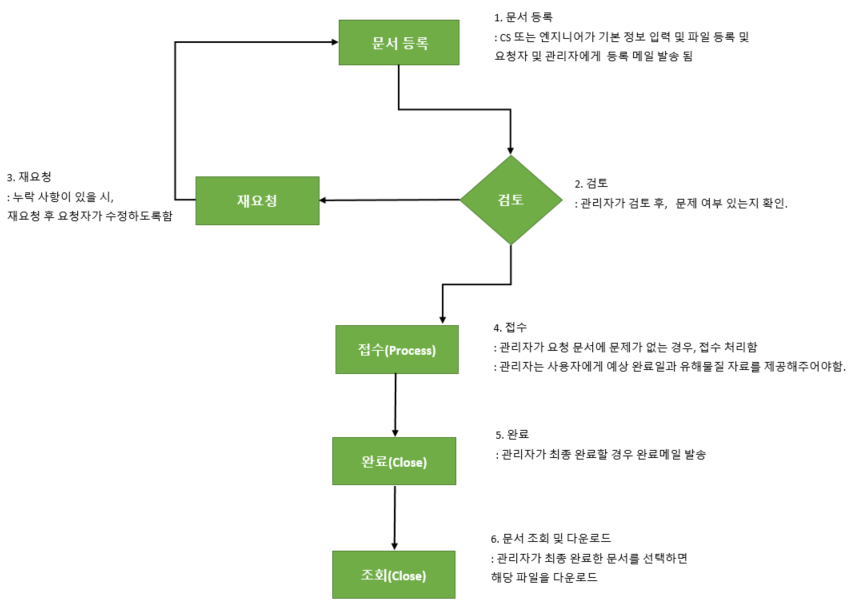 문서 등록
1. 문서 등록
: CS 또는 엔지니어가 기본 정보 입력 및 파일 등록 및
요청자 및 관리자에게 등록 메일 발송 됨
3. 재요청
: 누락 사항이 있을 시,
재요청 후 요청자가 수정하도록함
재요청
검토
2. 검토
: 관리자가 검토 후, 문제 여부 있는지 확인.
접수(Process)
4. 접수
: 관리자가 요청 문서에 문제가 없는 경우, 접수 처리함
: 관리자는 사용자에게 예상 완료일과 유해물질 자료를 제공해주어야함.
완료(Close)
5. 완료
: 관리자가 최종 완료할 경우 완료메일 발송
조회(Close)
6. 문서 조회 및 다운로드
: 관리자가 최종 완료한 문서를 선택하면
해당 파일을 다운로드